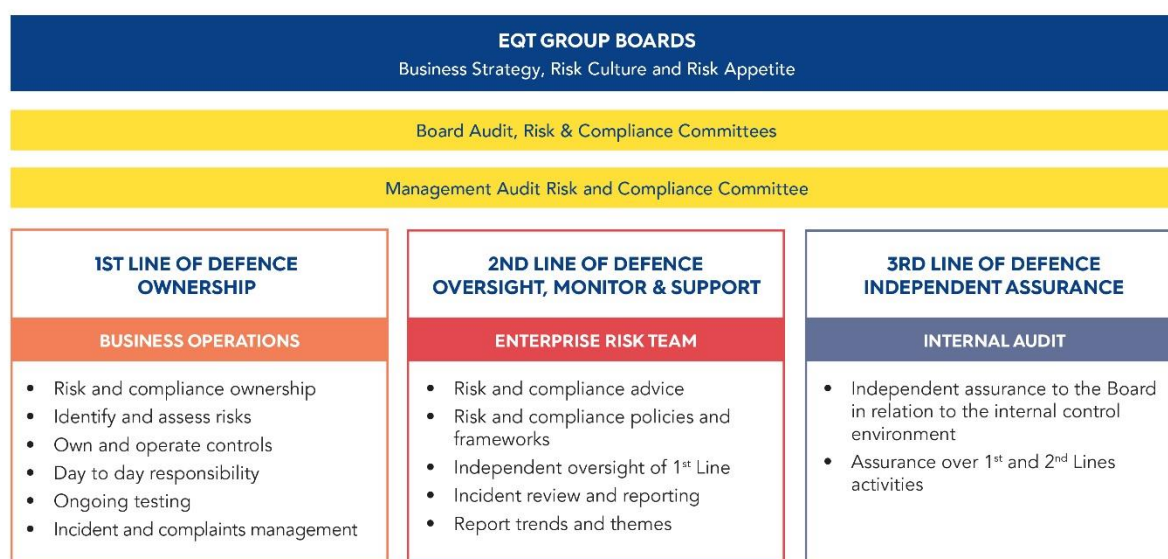 EQT GROUP BOARDS
Business Strategy, Risk Culture and Risk Appetite
Board Audit, Risk & Compliance Committees
Management Audit Risk and Compliance Committee
1ST LINE OF DEFENCE
OWNERSHIP
BUSINESS OPERATIONS
• Risk and compliance ownership
• Identify and assess risks
• Own and operate controls
• Day to day responsibility
• Ongoing testing
• Incident and complaints management
2ND LINE OF DEFENCE
OVERSIGHT, MONITOR & SUPPORT
ENTERPRISE RISK TEAM
• Risk and compliance advice
• Risk and compliance policies and
frameworks
• Independent oversight of 1st Line
• Incident review and reporting
• Report trends and themes
3RD LINE OF DEFENCE
INDEPENDENT ASSURANCE
INTERNAL AUDIT
• Independent assurance to the Board
in relation to the internal control
environment
• Assurance over 1st and 2nd Lines
activities